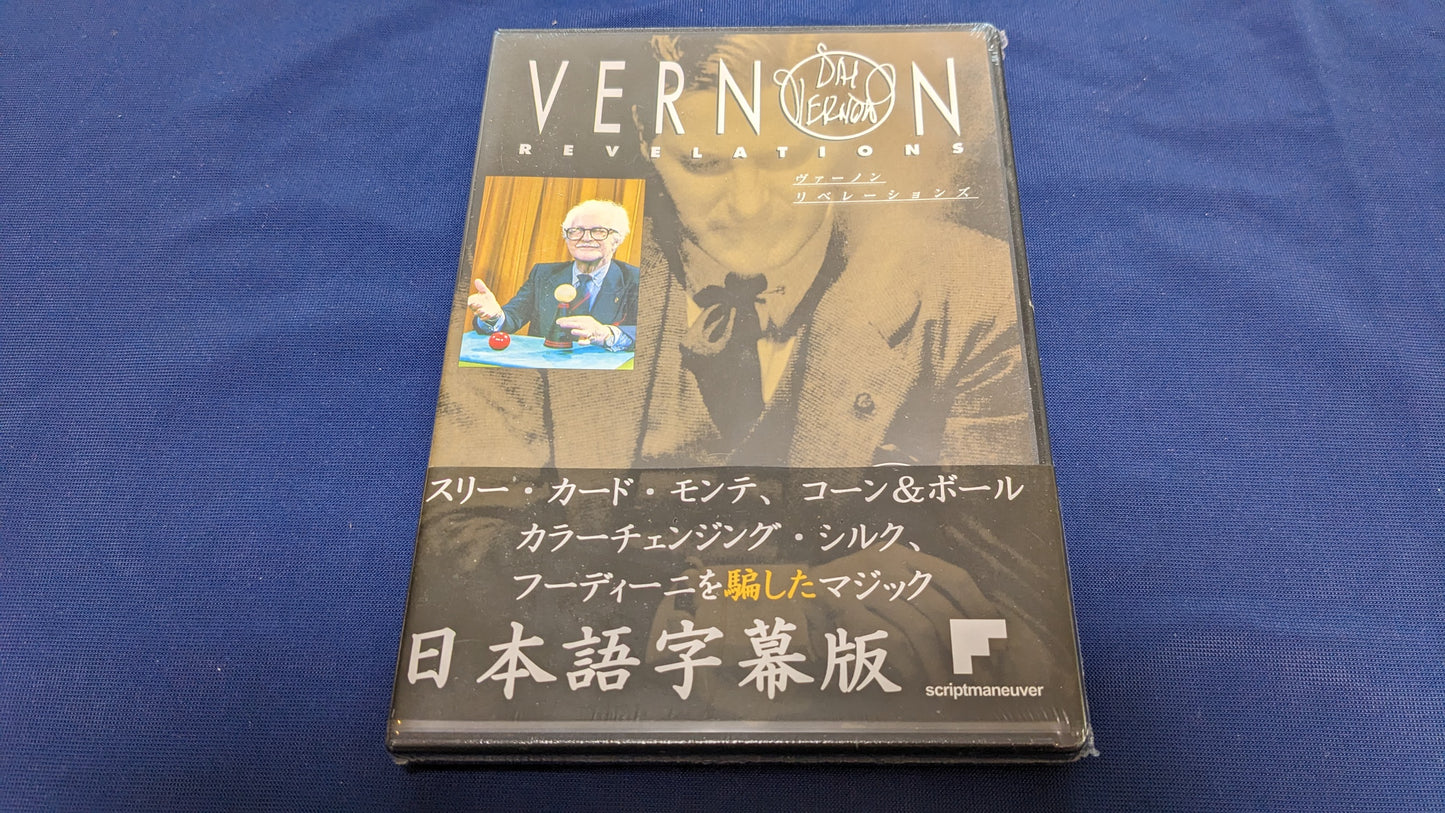 VERNON
DAI
VERNON
REVELATIONS
ヴァーノン
リベレーションズ
スリー・カード・モンテ、コーン&ボール
カラーチェンジング・シルク、
フーディーニを騙したマジック
日本語字幕版
scriptmaneuver